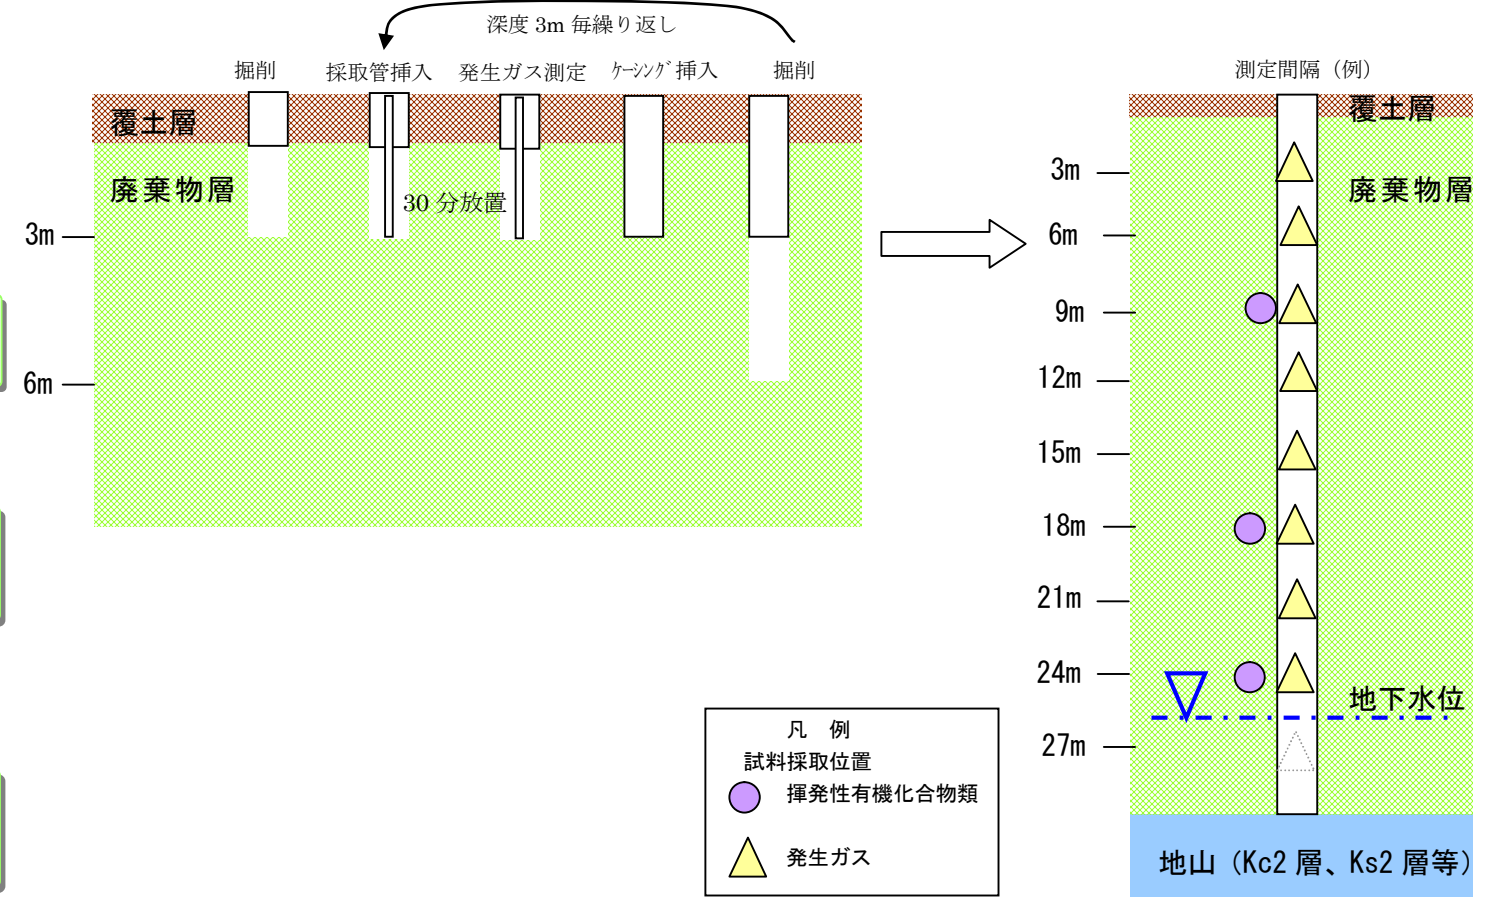 深度 3m 毎繰り返し
掘削
採取管挿入
発生ガス測定
ｹｰｼﾝｸﾞ挿入
掘削
覆土層
廃棄物層
30 分放置
3m
6m
測定間隔（例）
覆土層
廃棄物層
3m
6m
9m
12m
15m
18m
21m
24m
地下水位
27m
地山（Kc2 層、Ks2 層等）
凡　例
試料採取位置
揮発性有機化合物類
発生ガス